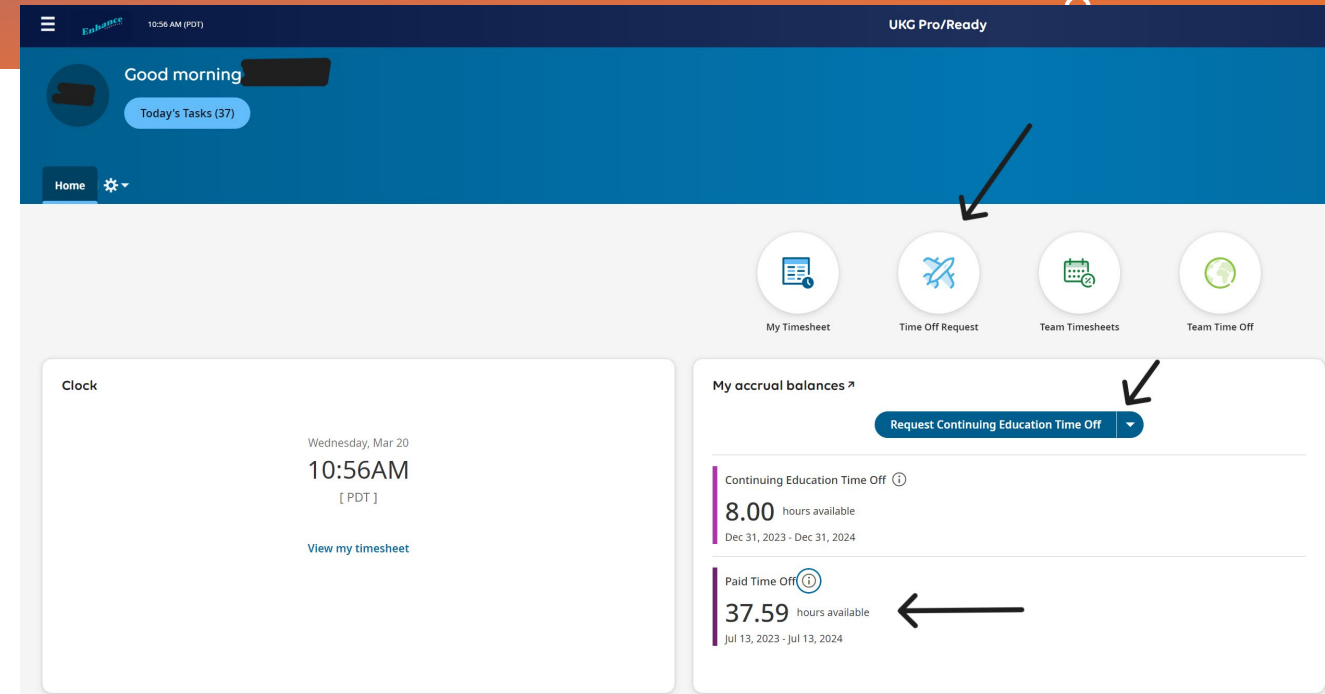 Enhance
10:56 AM (PDT)
UKG Pro/Ready
Good morning
Today's Tasks (37)
Home
My Timesheet
Time Off Request
Team Timesheets
Team Time Off
Clock
Wednesday, Mar 20
10:56AM
[ PDT ]
View my timesheet
My accrual balances
Request Continuing Education Time Off
Continuing Education Time Off
8.00 hours available
Dec 31, 2023 - Dec 31, 2024
Paid Time Off
37.59 hours available
Jul 13, 2023 - Jul 13, 2024